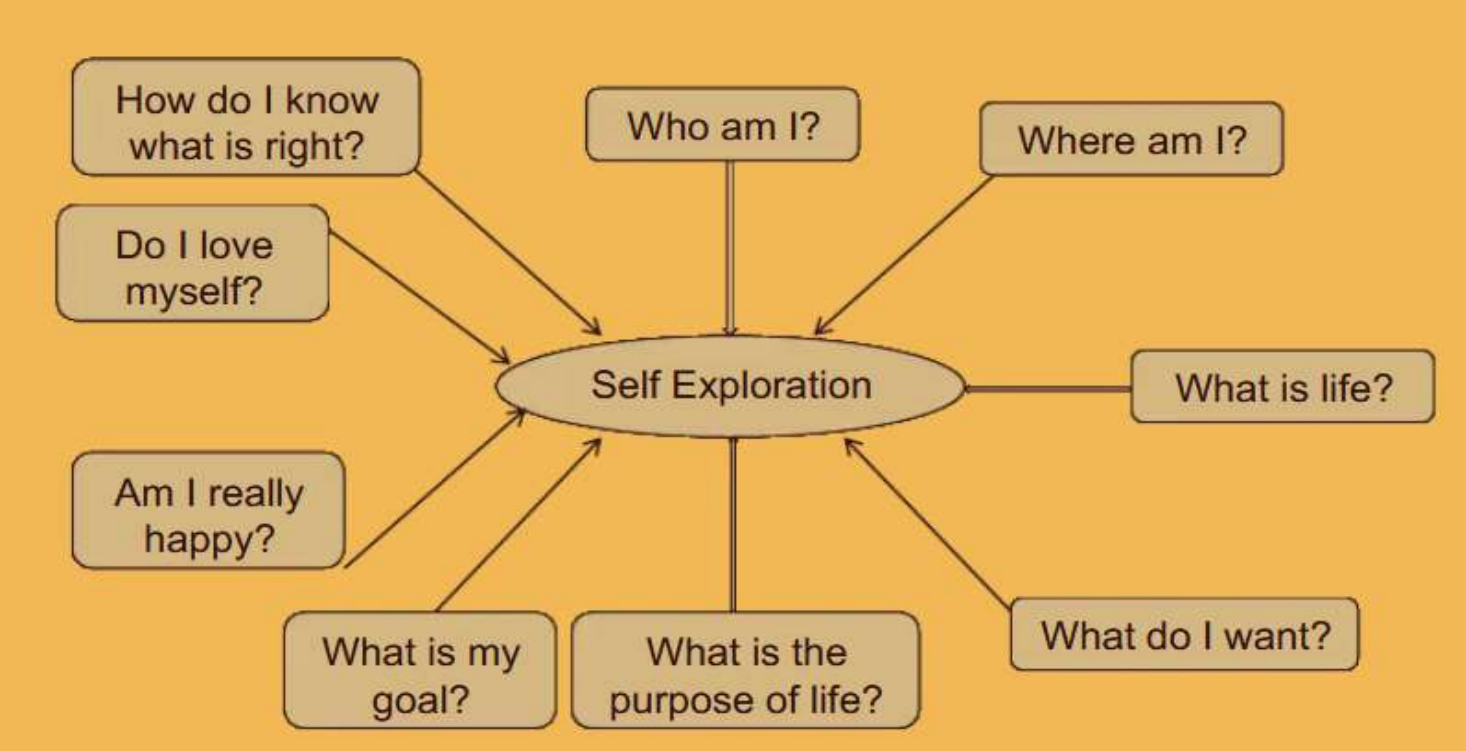 How do I know
what is right?
Who am I?
Where am I?
Do I love
myself?
Self Exploration
What is life?
Am I really
happy?
What is my
goal?
What is the
purpose of life?
What do I want?